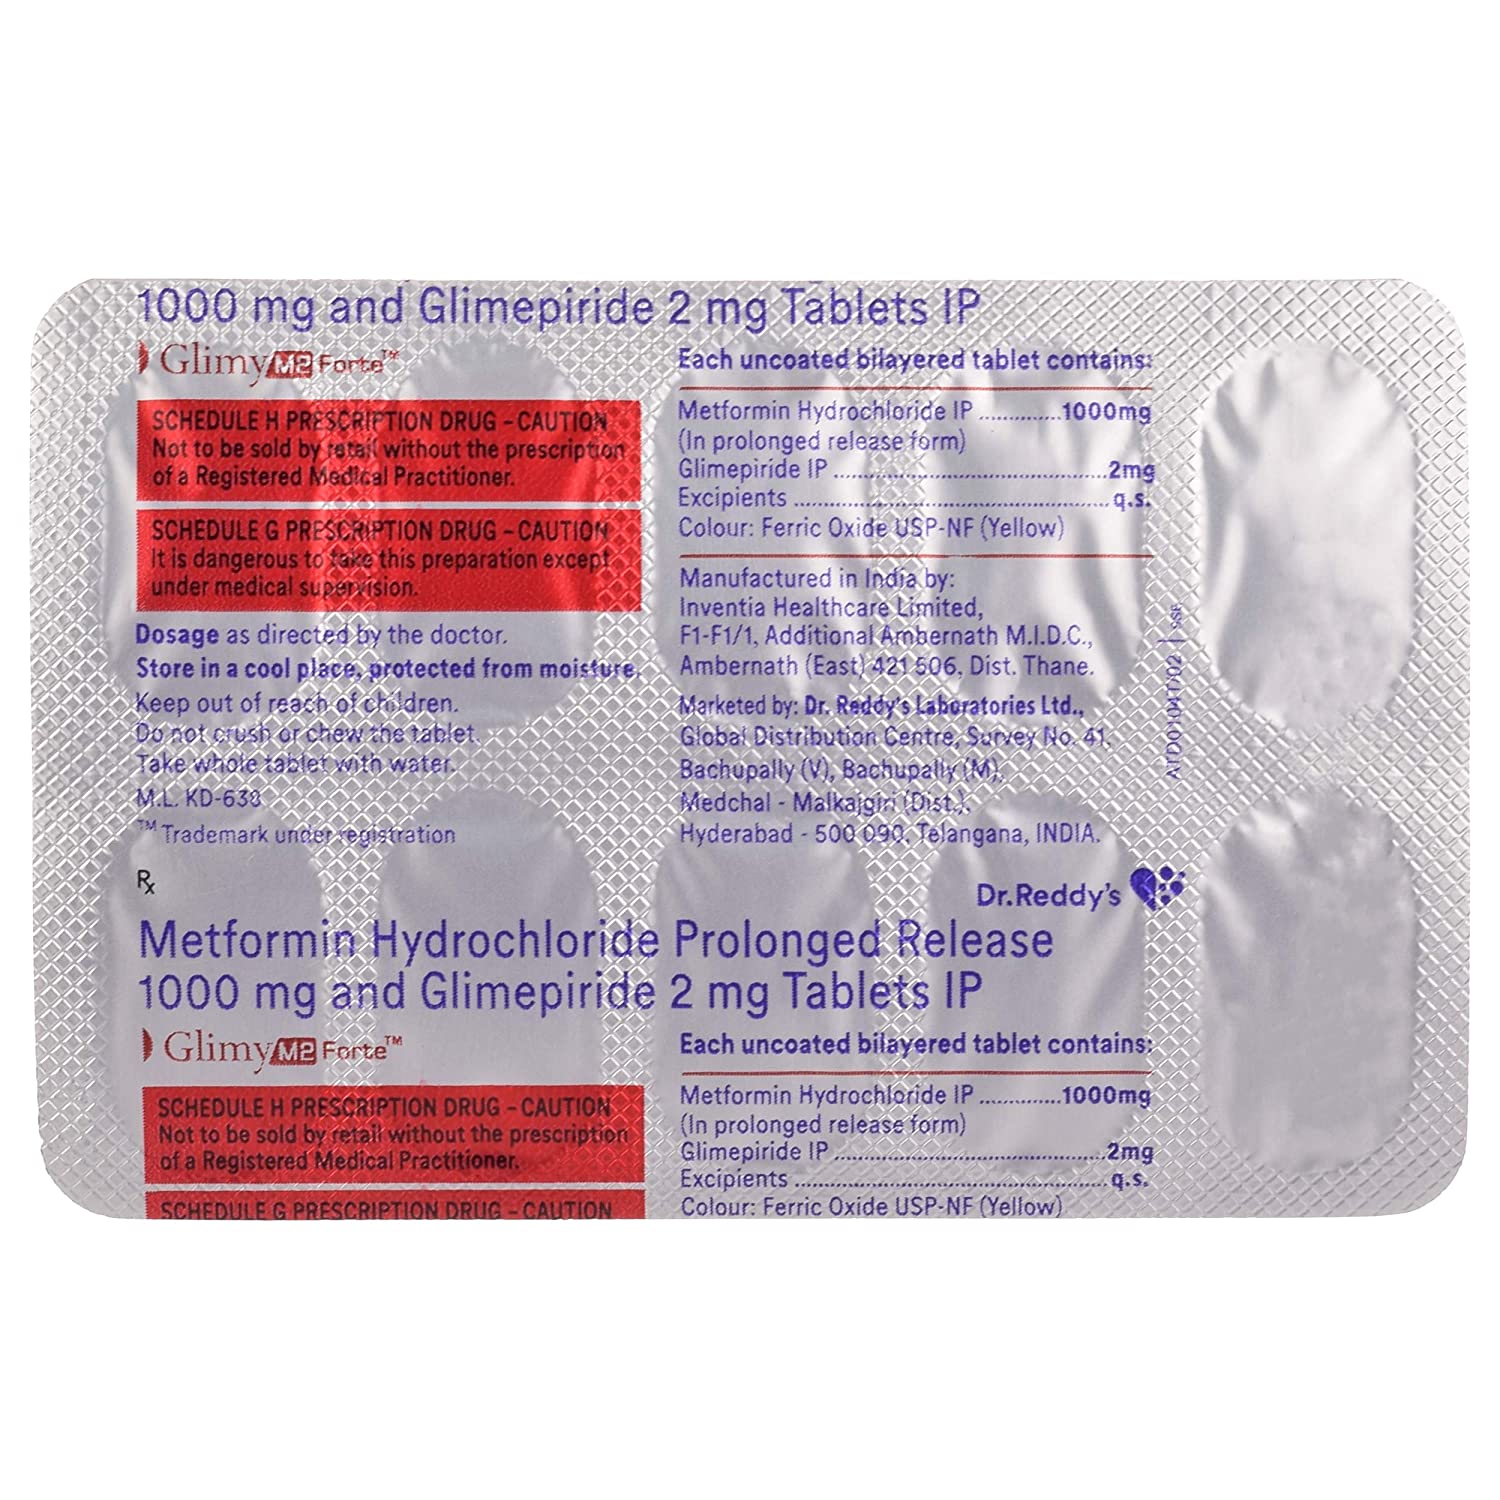 1000 mg and Glimepiride 2 mg Tablets IP
Glimy M2 Forte™
SCHEDULE H PRESCRIPTION DRUG – CAUTION
Not to be sold by retail without the prescription
of a Registered Medical Practitioner.
SCHEDULE G PRESCRIPTION DRUG – CAUTION
It is dangerous to take this preparation except
under medical supervision.
Dosage as directed by the doctor.
Store in a cool place, protected from moisture.
Keep out of reach of children.
Do not crush or chew the tablet.
Take whole tablet with water.
M.L. KD-638
™ Trademark under registration
Each uncoated bilayered tablet contains:
Metformin Hydrochloride IP .............1000mg
(In prolonged release form)
Glimepiride IP ...........................................2mg
Excipients ..................................................q.s.
Colour: Ferric Oxide USP-NF (Yellow)
Manufactured in India by:
Inventia Healthcare Limited,
F1-F1/1, Additional Ambernath M.I.D.C.,
Ambernath (East) 421 506, Dist. Thane.
Marketed by: Dr. Reddy's Laboratories Ltd.,
Global Distribution Centre, Survey No. 41,
Bachupally (V), Bachupally (M),
Medchal - Malkajgiri (Dist.),
Hyderabad - 500 090, Telangana, INDIA.
Rx
Dr.Reddy's
Metformin Hydrochloride Prolonged Release
1000 mg and Glimepiride 2 mg Tablets IP
Glimy M2 Forte™
SCHEDULE H PRESCRIPTION DRUG – CAUTION
Not to be sold by retail without the prescription
of a Registered Medical Practitioner.
SCHEDULE G PRESCRIPTION DRUG – CAUTION
Each uncoated bilayered tablet contains:
Metformin Hydrochloride IP .............1000mg
(In prolonged release form)
Glimepiride IP ...........................................2mg
Excipients ..................................................q.s.
Colour: Ferric Oxide USP-NF (Yellow)